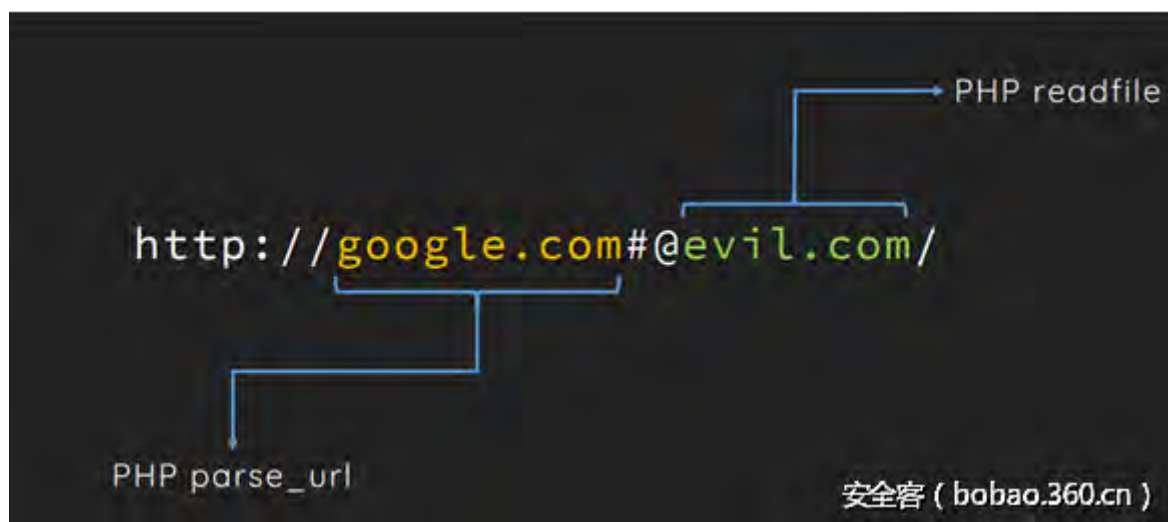 PHP readfile
http://google.com#@evil.com/
PHP parse_url
安全客（bobao.360.cn）